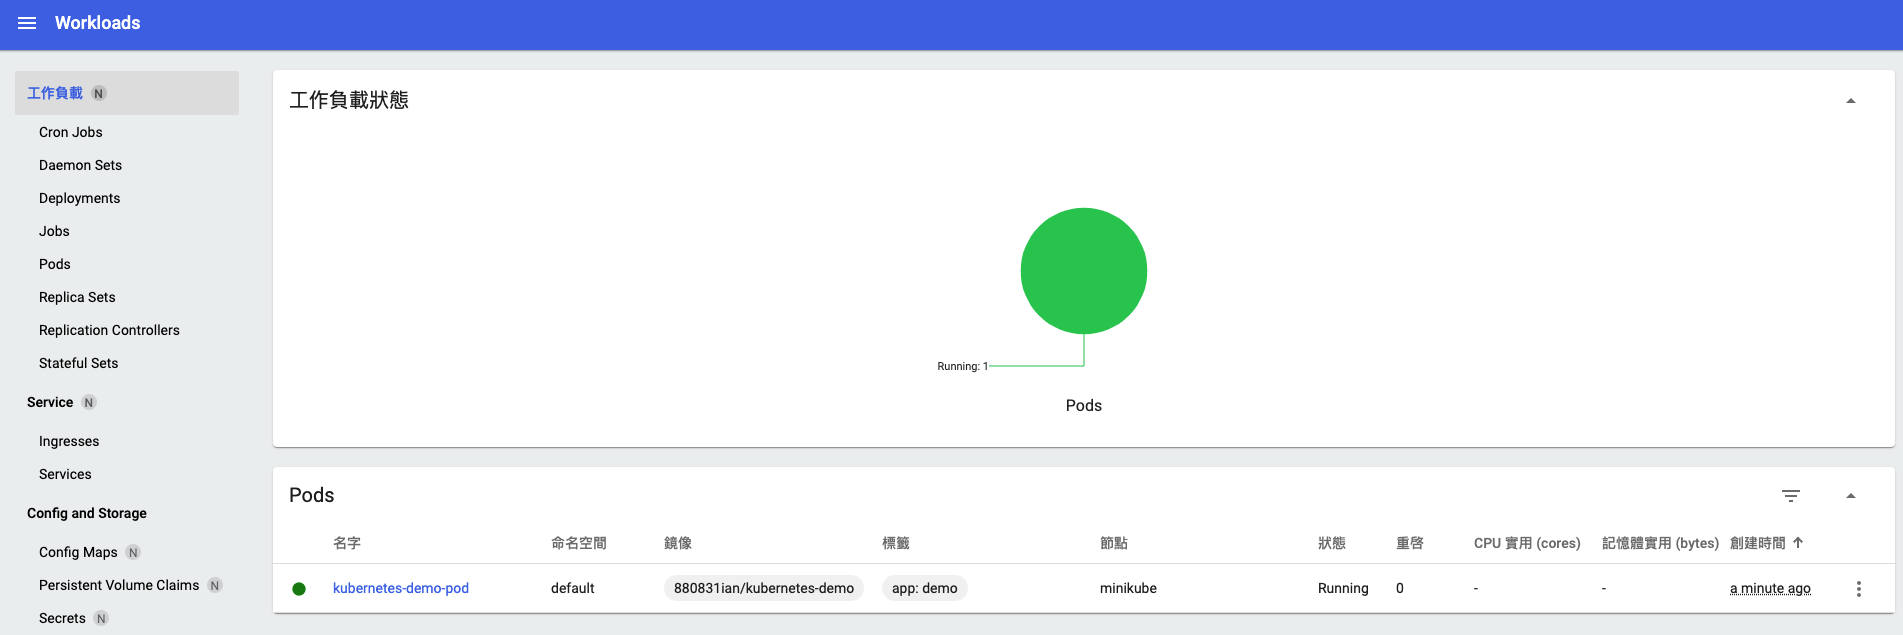 Workloads
工作負載 N
Cron Jobs
Daemon Sets
Deployments
Jobs
Pods
Replica Sets
Replication Controllers
Stateful Sets
Service N
Ingresses
Services
Config and Storage
Config Maps N
Persistent Volume Claims N
Secrets N
工作負載狀態
Running: 1
Pods
Pods
名字 命名空間 鏡像 標籤 節點 狀態 重啓 CPU 實用 (cores) 記憶體實用 (bytes) 創建時間
kubernetes-demo-pod default 880831ian/kubernetes-demo app: demo minikube Running 0 - - a minute ago